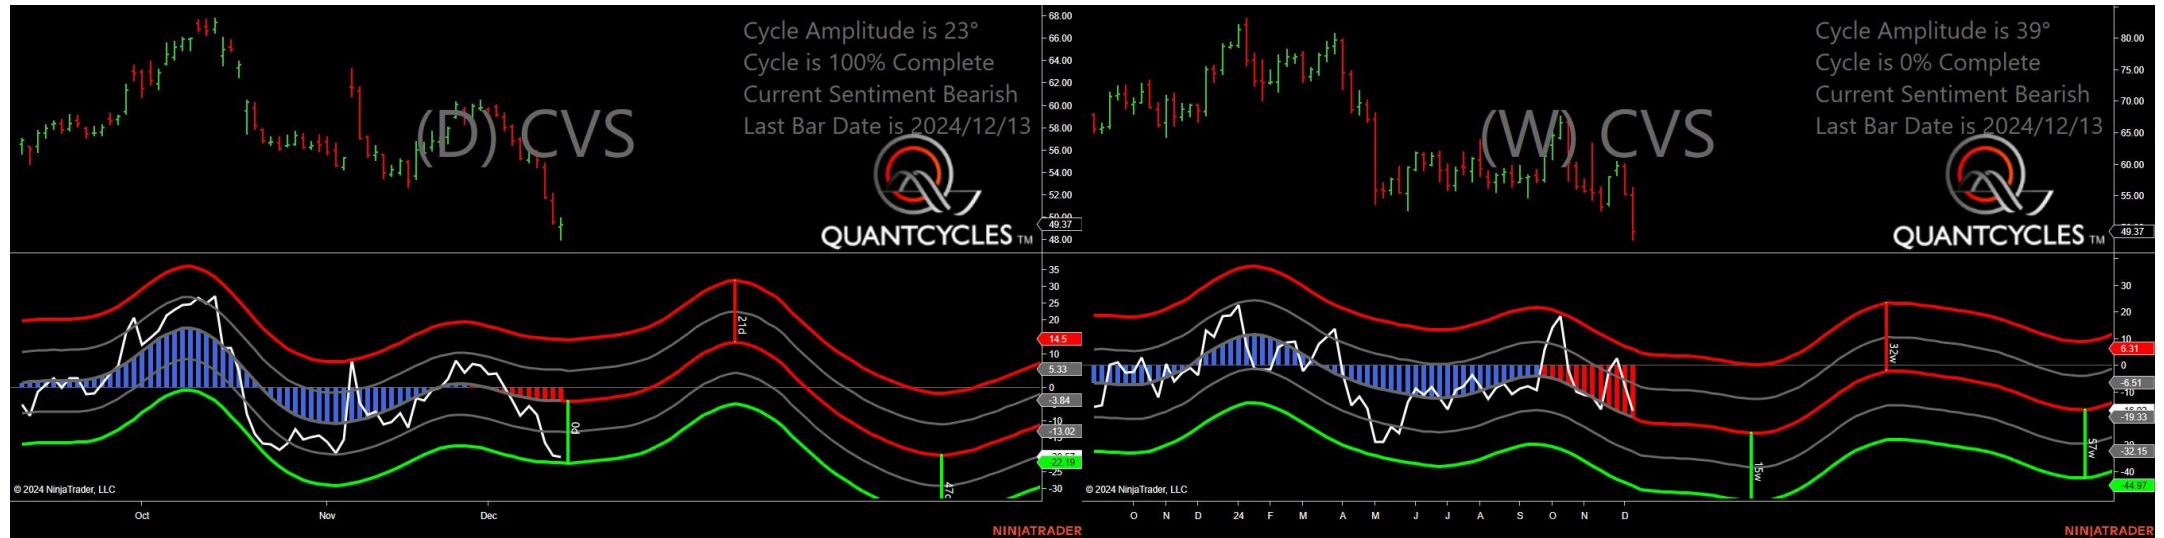 Cycle Amplitude is 23°
Cycle is 100% Complete
Current Sentiment Bearish
Last Bar Date is 2024/12/13
(D) CVS
QUANTCYCLES TM
68.00
66.00
64.00
62.00
60.00
58.00
56.00
54.00
52.00
50.00
49.37
48.00
35
30
25
20
14.5
10
5.33
0
-3.84
-10
-13.02
-22.19
-25
-30
21d
0d
© 2024 NinjaTrader, LLC
Oct
Nov
Dec
NINJATRADER
Cycle Amplitude is 39°
Cycle is 0% Complete
Current Sentiment Bearish
Last Bar Date is 2024/12/13
(W) CVS
QUANTCYCLES TM
80.00
75.00
70.00
65.00
60.00
55.00
49.37
30
20
10
6.31
0
-6.51
-10
-19.33
-32.15
-40
-44.97
32w
15w
57w
© 2024 NinjaTrader, LLC
O N D 24 F M A M J J A S O N D
NINJATRADER